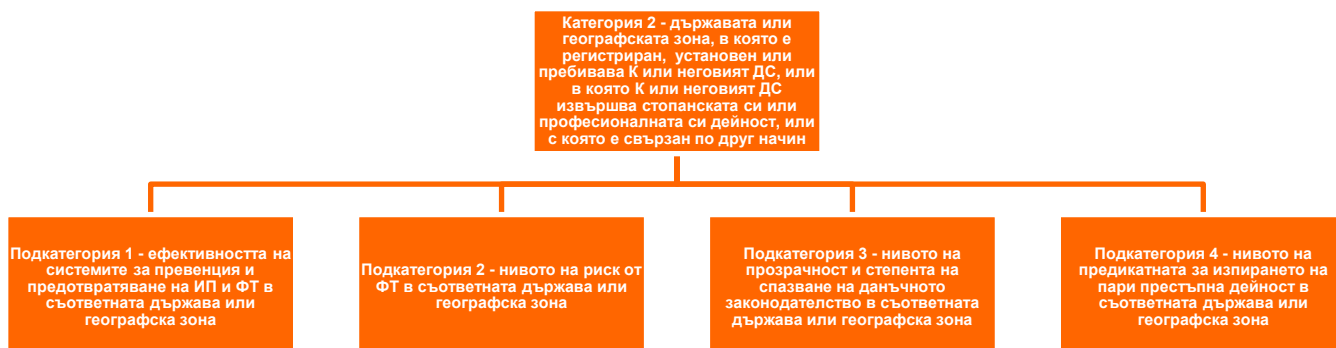 Категория 2 - държавата или
географската зона, в която е
регистриран, установен или
пребивава К или неговият ДС, или
в която К или неговият ДС
извършва стопанската си или
професионалната си дейност, или
с която е свързан по друг начин
Подкатегория 1 - ефективността на
системите за превенция и
предотвратяване на ИП и ФТ в
съответната държава или
географска зона
Подкатегория 2 - нивото на риск от
ФТ в съответната държава или
географска зона
Подкатегория 3 - нивото на
прозрачност и степента на
спазване на данъчното
законодателство в съответната
държава или географска зона
Подкатегория 4 - нивото на
предикатната за изпирането на
пари престъпна дейност в
съответната държава или
географска зона